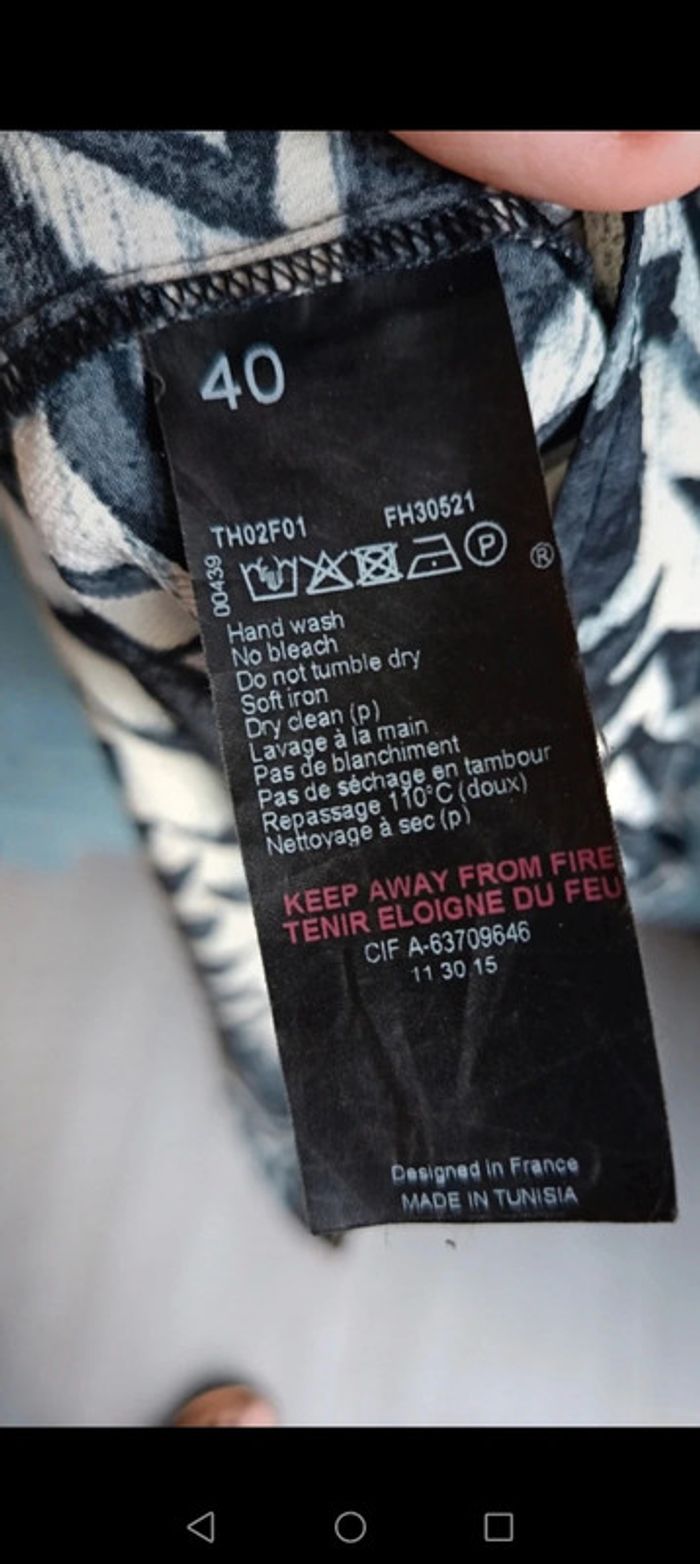 40
TH02F01 FH30521
00439
P
®
Hand wash
No bleach
Do not tumble dry
Soft iron
Dry clean (p)
Lavage à la main
Pas de blanchiment
Pas de séchage en tambour
Repassage 110°C (doux)
Nettoyage à sec (p)
KEEP AWAY FROM FIRE
TENIR ELOIGNE DU FEU
CIF A-63709646
11 30 15
Designed in France
MADE IN TUNISIA